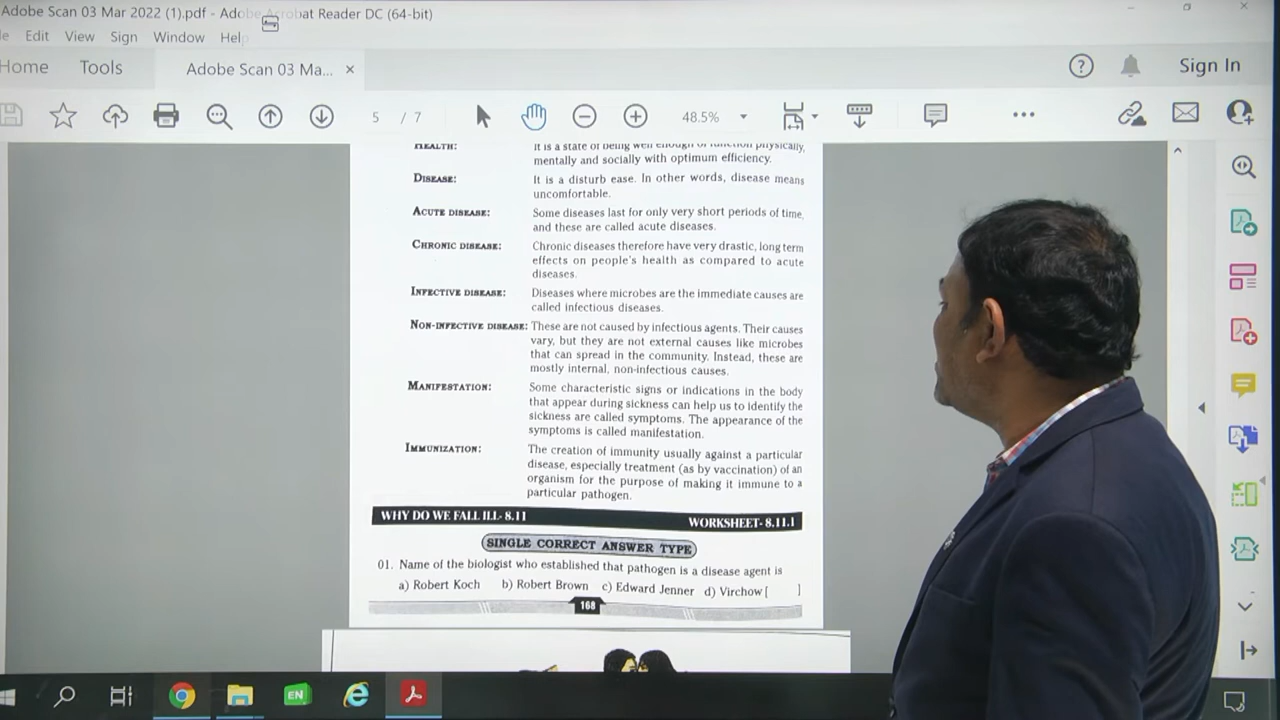 Adobe Scan 03 Mar 2022 (1).pdf - Adobe Acrobat Reader DC (64-bit)
Edit View Sign Window Help
Home Tools Adobe Scan 03 Ma... ×
Sign In
5 / 7 48.5%
HEALTH: It is a state of being well enough to function physically,
mentally and socially with optimum efficiency.
DISEASE: It is a disturb ease. In other words, disease means
uncomfortable.
ACUTE DISEASE: Some diseases last for only very short periods of time,
and these are called acute diseases.
CHRONIC DISEASE: Chronic diseases therefore have very drastic, long term
effects on people's health as compared to acute
diseases.
INFECTIVE DISEASE: Diseases where microbes are the immediate causes are
called infectious diseases.
NON-INFECTIVE DISEASE: These are not caused by infectious agents. Their causes
vary, but they are not external causes like microbes
that can spread in the community. Instead, these are
mostly internal, non-infectious causes.
MANIFESTATION: Some characteristic signs or indications in the body
that appear during sickness can help us to identify the
sickness are called symptoms. The appearance of the
symptoms is called manifestation.
IMMUNIZATION: The creation of immunity usually against a particular
disease, especially treatment (as by vaccination) of an
organism for the purpose of making it immune to a
particular pathogen.
WHY DO WE FALL ILL- 8.11 WORKSHEET- 8.11.1
SINGLE CORRECT ANSWER TYPE
01. Name of the biologist who established that pathogen is a disease agent is
a) Robert Koch b) Robert Brown c) Edward Jenner d) Virchow [ ]
168
EN